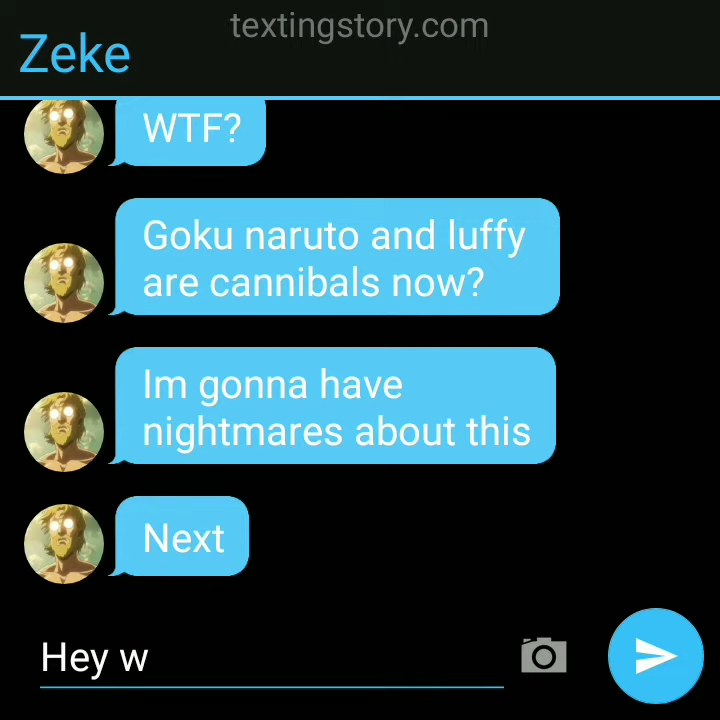 textingstory.com
Zeke
WTF?
Goku naruto and luffy
are cannibals now?
Im gonna have
nightmares about this
Next
Hey w